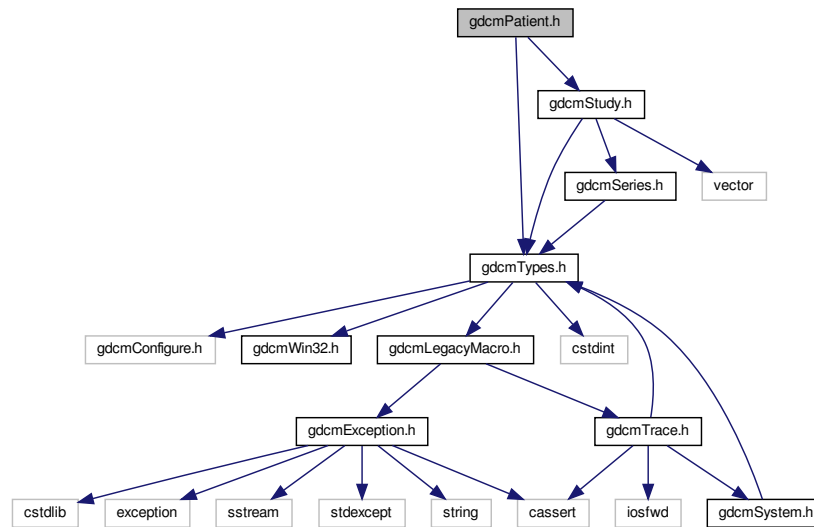 gdcmPatient.h
gdcmStudy.h
gdcmSeries.h
vector
gdcmTypes.h
gdcmConfigure.h
gdcmWin32.h
gdcmLegacyMacro.h
cstdint
gdcmException.h
gdcmTrace.h
cstdlib
exception
sstream
stdexcept
string
cassert
iosfwd
gdcmSystem.h